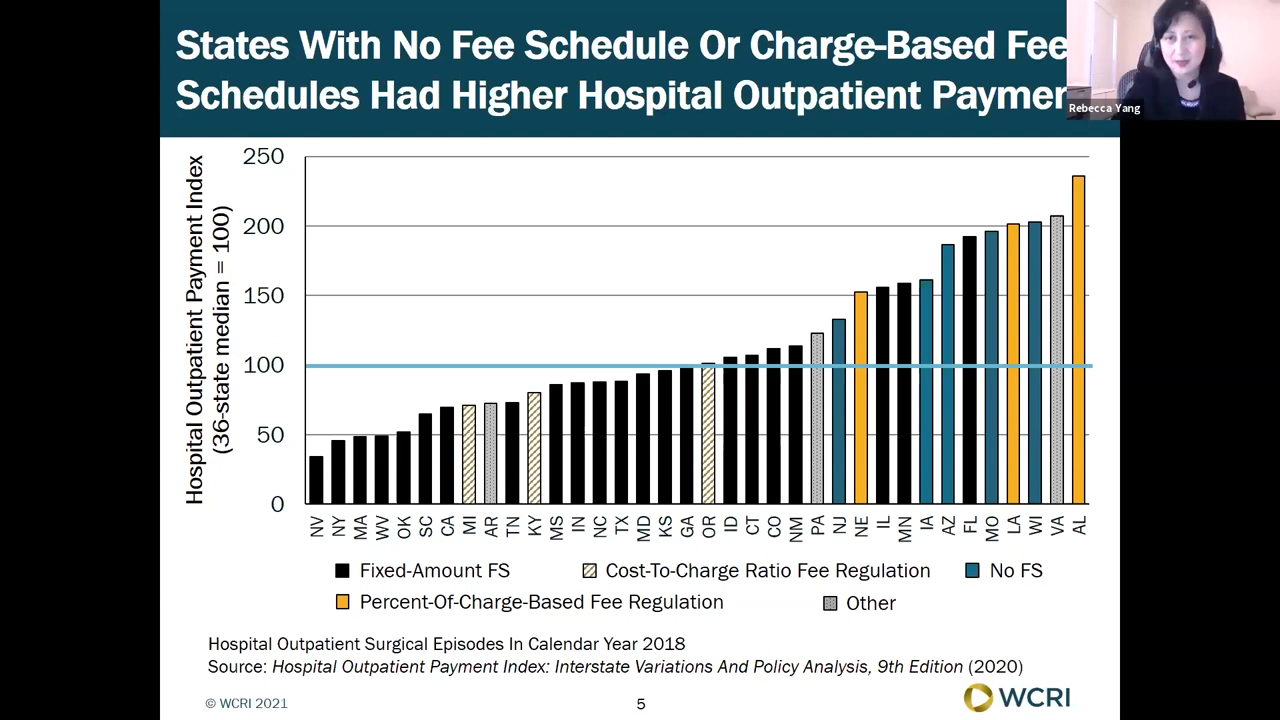 States With No Fee Schedule Or Charge-Based Fee
Schedules Had Higher Hospital Outpatient Paymen
Rebecca Yang
Hospital Outpatient Payment Index
(36-state median = 100)
250
200
150
100
50
0
NV NY MA WV OK SC CA MI AR TN KY MS IN NC TX MD KS GA OR ID CT CO NM PA NJ NE IL MN IA AZ FL MO LA WI VA AL
Fixed-Amount FS
Cost-To-Charge Ratio Fee Regulation
No FS
Percent-Of-Charge-Based Fee Regulation
Other
Hospital Outpatient Surgical Episodes In Calendar Year 2018
Source: Hospital Outpatient Payment Index: Interstate Variations And Policy Analysis, 9th Edition (2020)
© WCRI 2021
5
WCRI